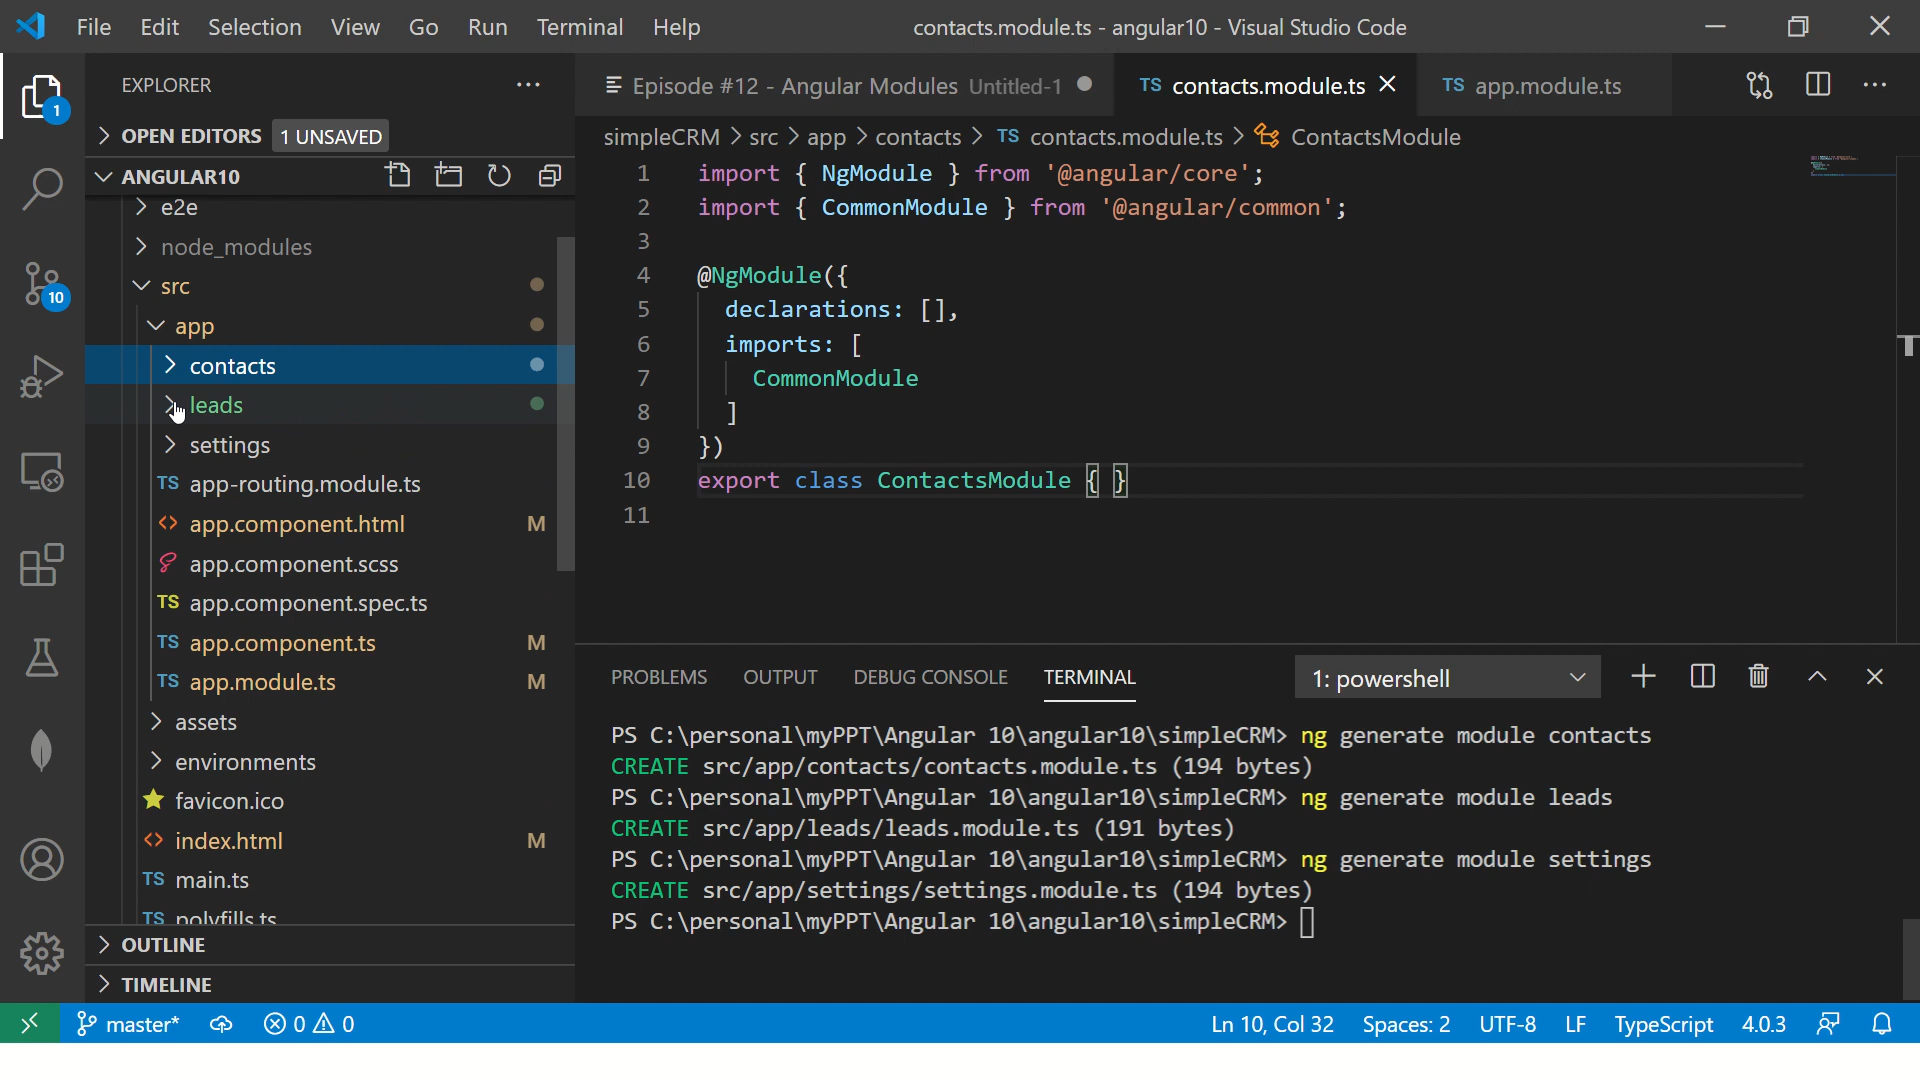 File Edit Selection View Go Run Terminal Help
contacts.module.ts - angular10 - Visual Studio Code
EXPLORER
Episode #12 - Angular Modules Untitled-1
TS contacts.module.ts
TS app.module.ts
1
OPEN EDITORS 1 UNSAVED
simpleCRM > src > app > contacts > TS contacts.module.ts > ContactsModule
ANGULAR10
e2e
node_modules
src
app
contacts
leads
settings
TS app-routing.module.ts
<> app.component.html M
app.component.scss
TS app.component.spec.ts
TS app.component.ts M
TS app.module.ts M
assets
environments
favicon.ico
<> index.html M
TS main.ts
TS polyfills.ts
OUTLINE
TIMELINE
10
1 import { NgModule } from '@angular/core';
2 import { CommonModule } from '@angular/common';
3
4 @NgModule({
5 declarations: [],
6 imports: [
7 CommonModule
8 ]
9 })
10 export class ContactsModule { }
11
PROBLEMS OUTPUT DEBUG CONSOLE TERMINAL
1: powershell
PS C:\personal\myPPT\Angular 10\angular10\simpleCRM> ng generate module contacts
CREATE src/app/contacts/contacts.module.ts (194 bytes)
PS C:\personal\myPPT\Angular 10\angular10\simpleCRM> ng generate module leads
CREATE src/app/leads/leads.module.ts (191 bytes)
PS C:\personal\myPPT\Angular 10\angular10\simpleCRM> ng generate module settings
CREATE src/app/settings/settings.module.ts (194 bytes)
PS C:\personal\myPPT\Angular 10\angular10\simpleCRM>
master* 0 0
Ln 10, Col 32 Spaces: 2 UTF-8 LF TypeScript 4.0.3